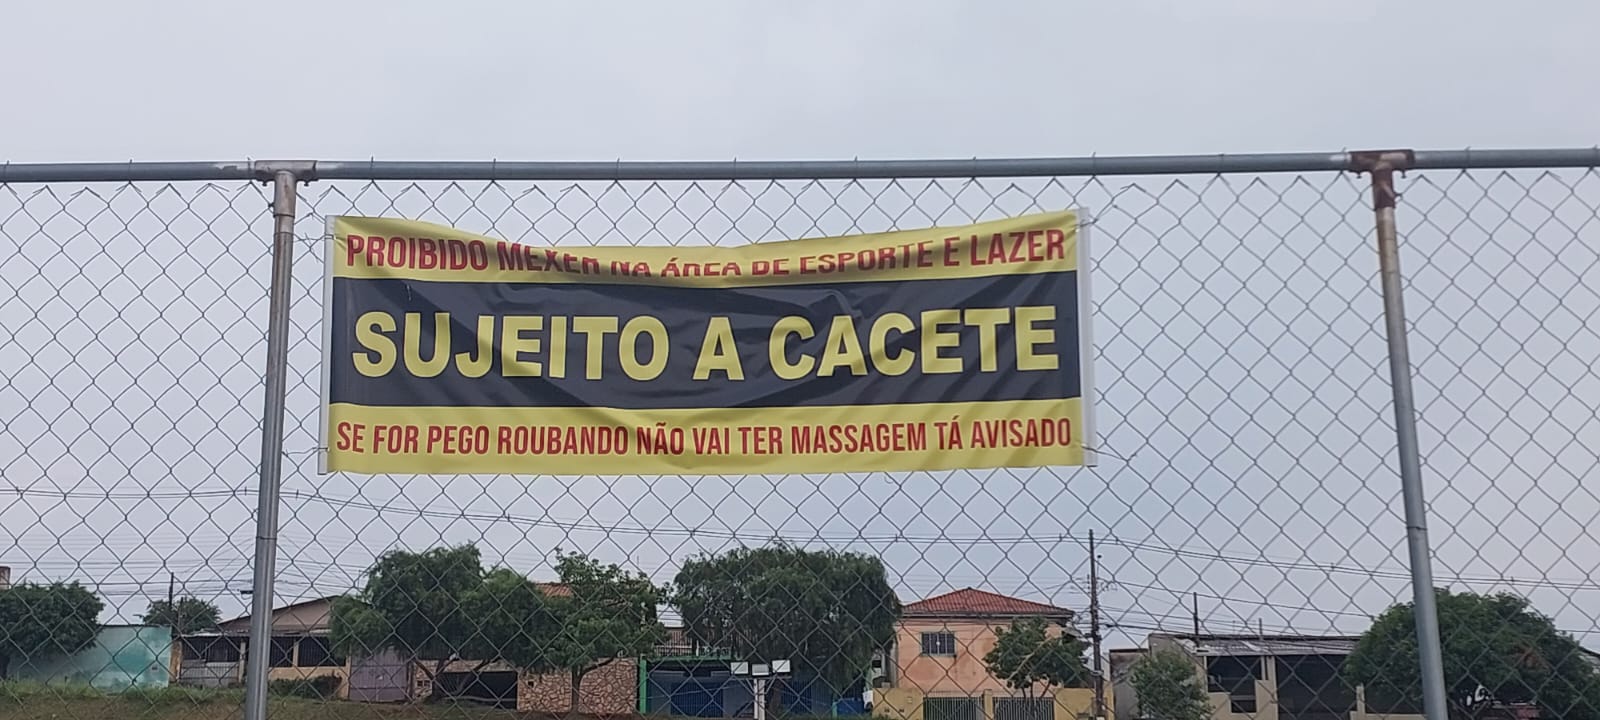 PROIBIDO MEXER NA ÁREA DE ESPORTE E LAZER
SUJEITO A CACETE
SE FOR PEGO ROUBANDO NÃO VAI TER MASSAGEM TÁ AVISADO